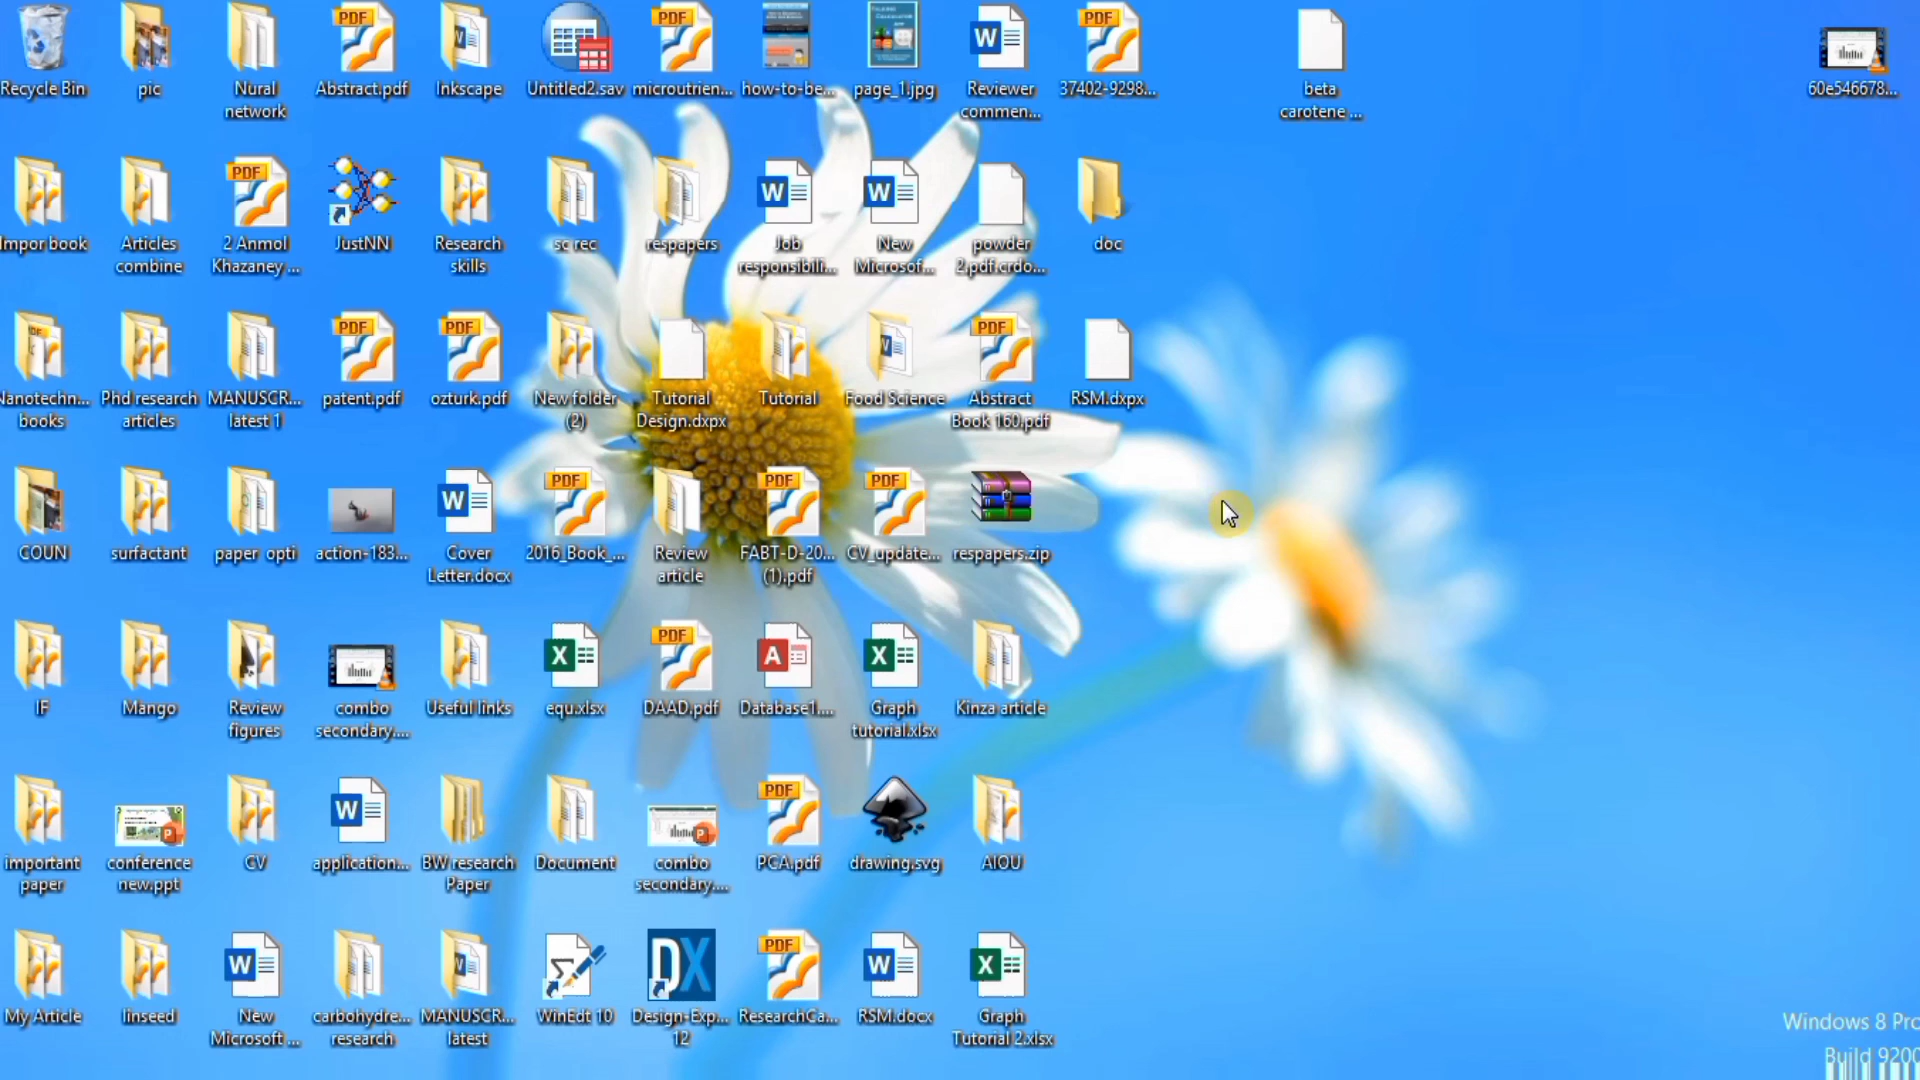 Recycle Bin
pic
Nural
network
Abstract.pdf
Inkscape
Untitled2.sav
microutrien...
how-to-be...
page_1.jpg
Reviewer
commen...
37402-9298...
beta
carotene ...
60e546678...
Impor book
Articles
combine
2 Anmol
Khazaney ...
JustNN
Research
skills
sc rec
respapers
Job
responsibili...
New
Microsof...
powder
2.pdf.crdo...
doc
Nanotechn...
books
Phd research
articles
MANUSCR...
latest 1
patent.pdf
ozturk.pdf
New folder
(2)
Tutorial
Design.dxpx
Tutorial
Food Science
Abstract
Book 160.pdf
RSM.dxpx
COUN
surfactant
paper opti
action-183...
Cover
Letter.docx
2016_Book_...
Review
article
FABT-D-20...
(1).pdf
CV_update...
respapers.zip
IF
Mango
Review
figures
combo
secondary....
Useful links
equ.xlsx
DAAD.pdf
Database1....
Graph
tutorial.xlsx
Kinza article
important
paper
conference
new.ppt
CV
application...
BW research
Paper
Document
combo
secondary....
PCA.pdf
drawing.svg
AIOU
My Article
linseed
New
Microsoft ...
carbohydre...
research
MANUSCR...
latest
WinEdt 10
Design-Exp...
12
ResearchCa...
RSM.docx
Graph
Tutorial 2.xlsx
Windows 8 Pro
Build 9200